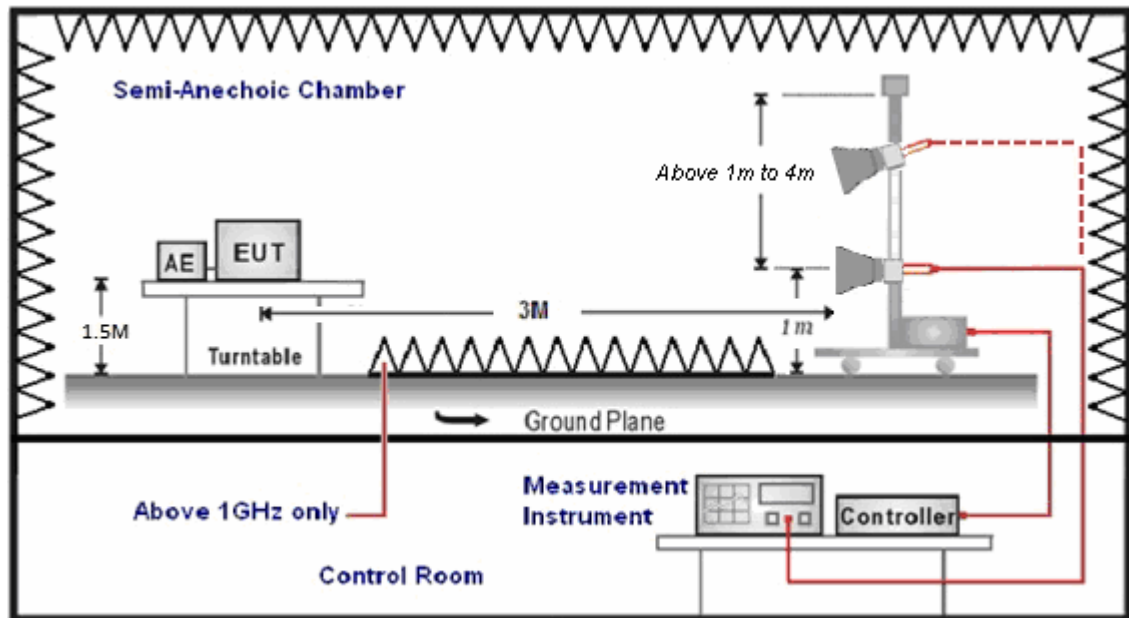 Semi-Anechoic Chamber
Above 1m to 4m
AE
EUT
1.5M
3M
1m
Turntable
Ground Plane
Above 1GHz only
Measurement
Instrument
Controller
Control Room